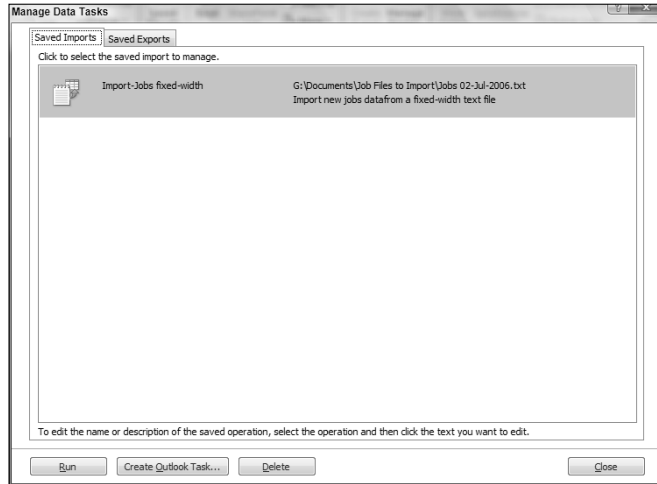 Manage Data Tasks
Saved Imports
Saved Exports
Click to select the saved import to manage.
Import-Jobs fixed-width
G:\Documents\Job Files to Import\Jobs 02-Jul-2006.txt
Import new jobs datafrom a fixed-width text file
To edit the name or description of the saved operation, select the operation and then click the text you want to edit.
Run
Create Outlook Task...
Delete
Close